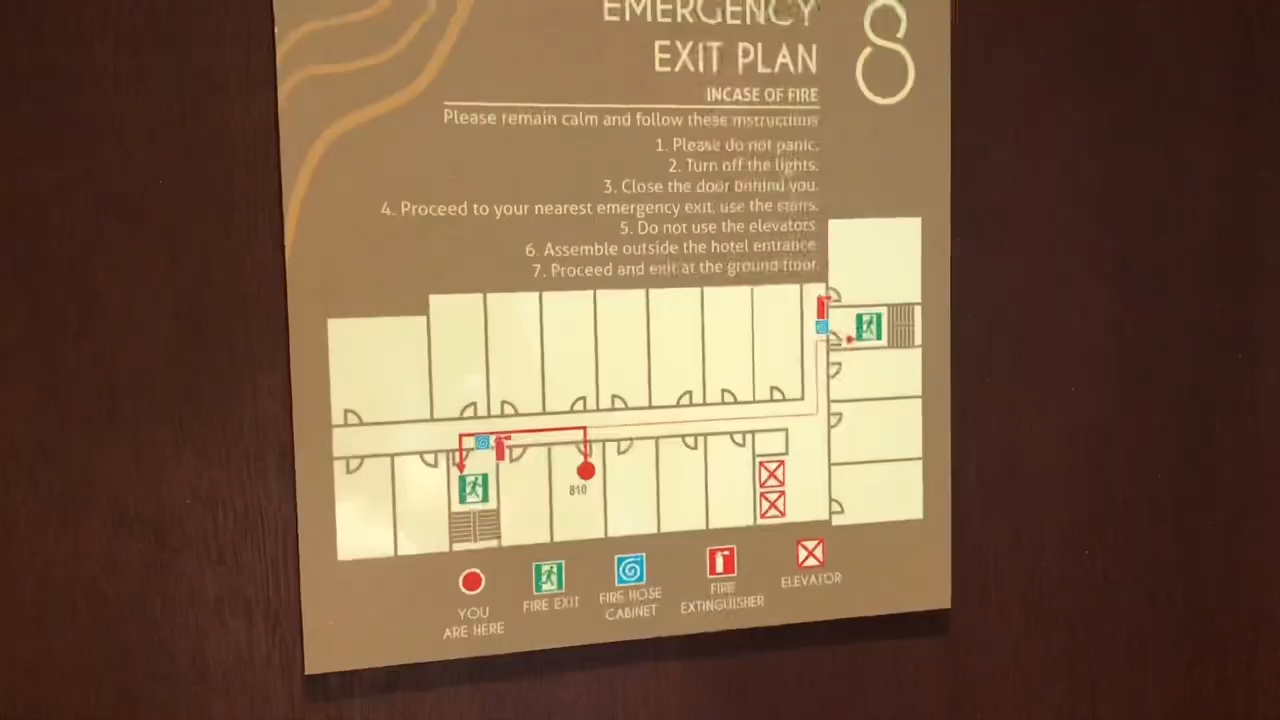 EMERGENCY
EXIT PLAN
8
INCASE OF FIRE
Please remain calm and follow these instructions
1. Please do not panic.
2. Turn off the lights.
3. Close the door behind you.
4. Proceed to your nearest emergency exit, use the stairs.
5. Do not use the elevators.
6. Assemble outside the hotel entrance
7. Proceed and exit at the ground floor.
810
YOU
ARE HERE
FIRE EXIT
FIRE HOSE
CABINET
FIRE
EXTINGUISHER
ELEVATOR